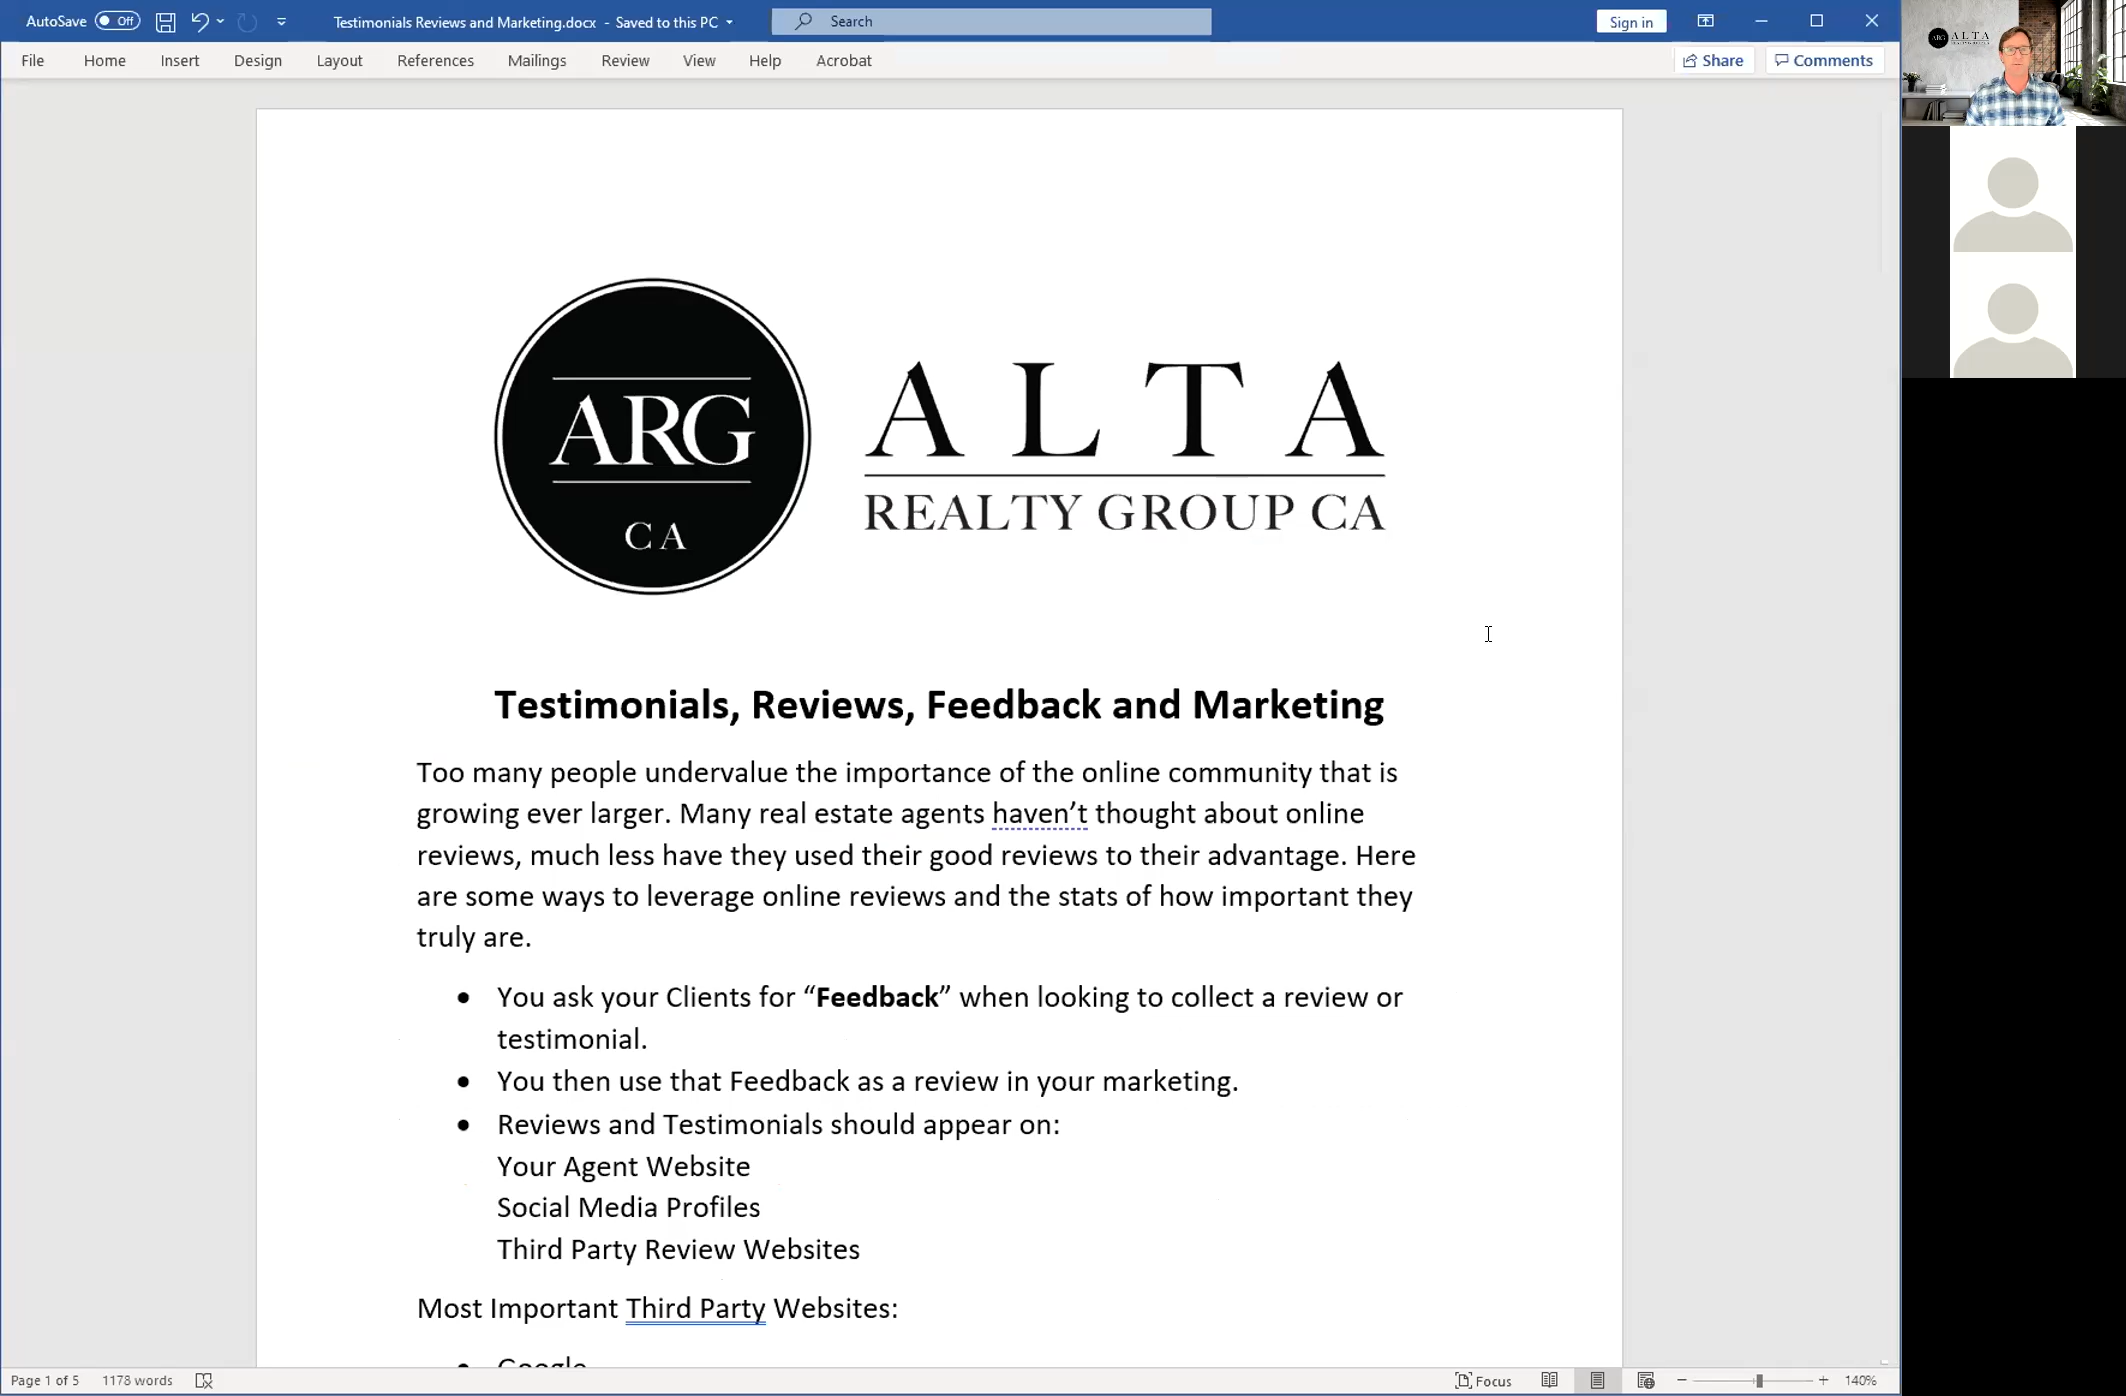 AutoSave Off Testimonials Reviews and Marketing.docx - Saved to this PC Search Sign in
File Home Insert Design Layout References Mailings Review View Help Acrobat Share Comments
ARG
CA
ALTA
REALTY GROUP CA
Testimonials, Reviews, Feedback and Marketing
Too many people undervalue the importance of the online community that is
growing ever larger. Many real estate agents haven’t thought about online
reviews, much less have they used their good reviews to their advantage. Here
are some ways to leverage online reviews and the stats of how important they
truly are.
• You ask your Clients for “Feedback” when looking to collect a review or
testimonial.
• You then use that Feedback as a review in your marketing.
• Reviews and Testimonials should appear on:
Your Agent Website
Social Media Profiles
Third Party Review Websites
Most Important Third Party Websites:
• Google
Page 1 of 5 1178 words Focus 140%
ARG ALTA